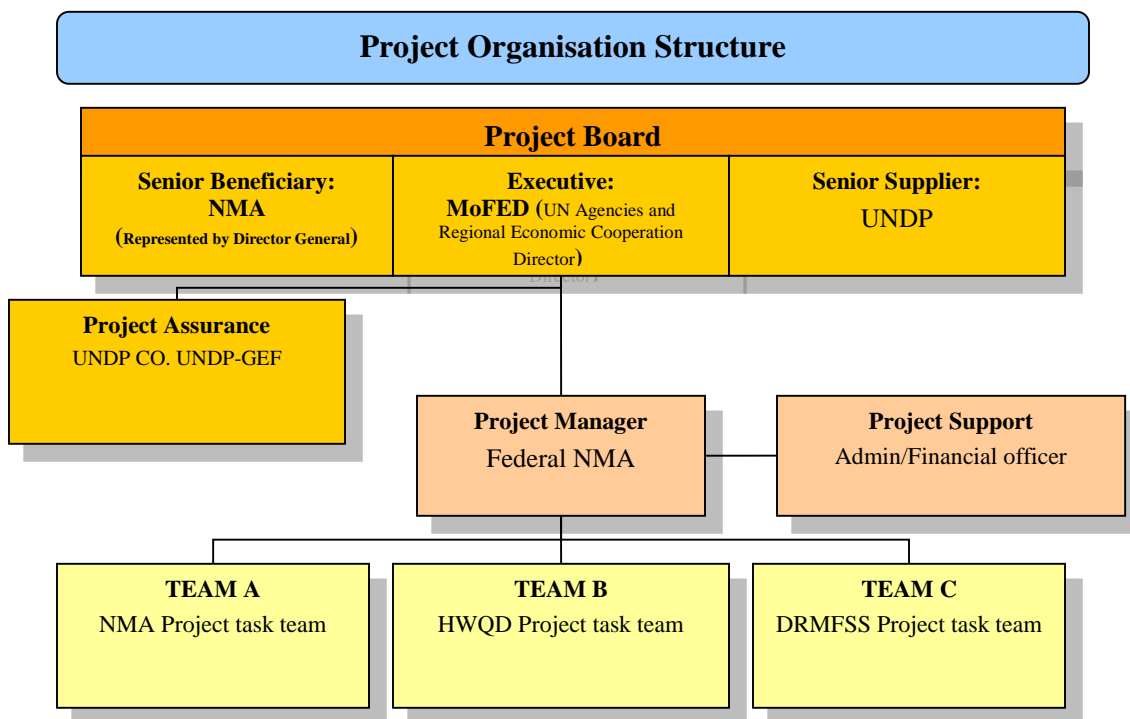 Project Organisation Structure
Project Board
Senior Beneficiary:
NMA
(Represented by Director General)
Executive:
MoFED (UN Agencies and
Regional Economic Cooperation
Director)
Senior Supplier:
UNDP
Director)
Project Assurance
UNDP CO. UNDP-GEF
Project Manager
Federal NMA
Project Support
Admin/Financial officer
TEAM A
NMA Project task team
TEAM B
HWQD Project task team
TEAM C
DRMFSS Project task team